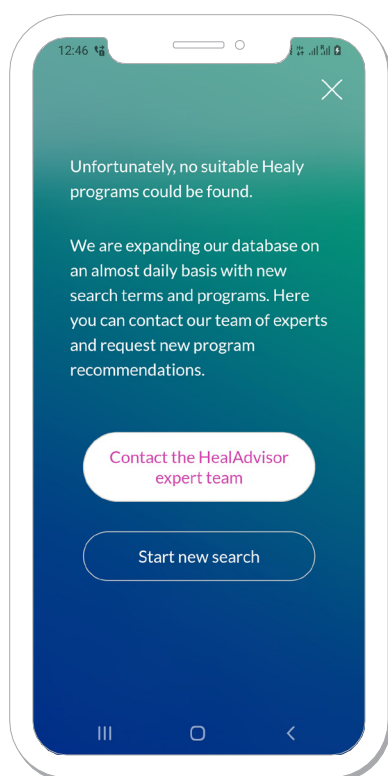 12:46
Unfortunately, no suitable Healy
programs could be found.
We are expanding our database on
an almost daily basis with new
search terms and programs. Here
you can contact our team of experts
and request new program
recommendations.
Contact the HealAdvisor
expert team
Start new search